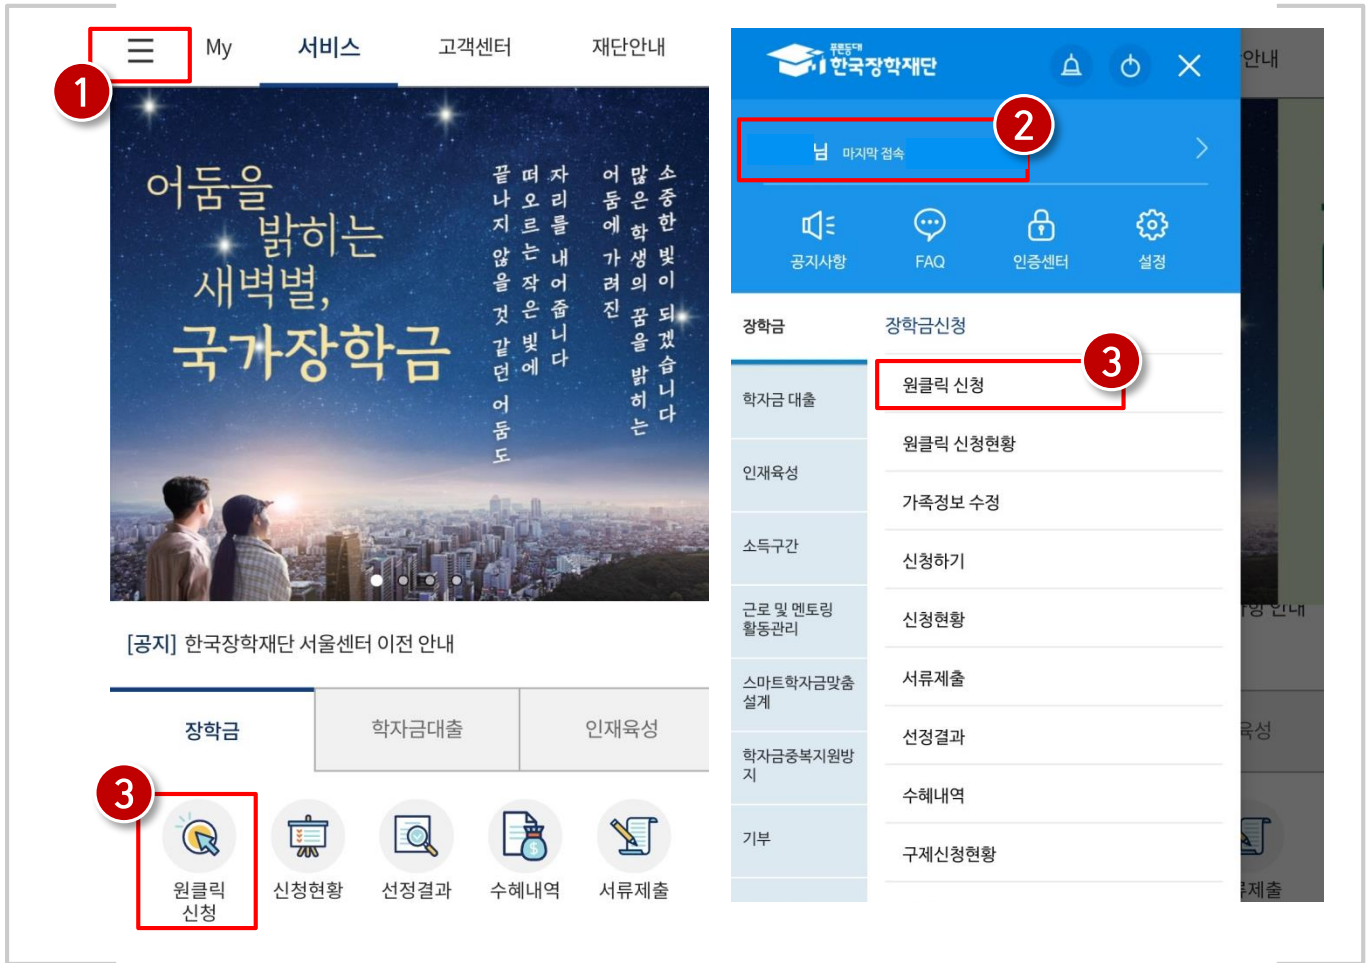 1
My
서비스
고객센터
재단안내
어둠을
밝히는
새벽별,
국가장학금
소중한 빛이 되겠습니다
많은 학생의 꿈을 밝히는
어둠에 가려진
자리를 내어줍니다
떠오르는 작은 빛에
끝나지 않을 것 같던 어둠도
[공지] 한국장학재단 서울센터 이전 안내
장학금
학자금대출
인재육성
3
원클릭
신청
신청현황
선정결과
수혜내역
서류제출
푸른등대
한국장학재단
2
님 마지막 접속
공지사항
FAQ
인증센터
설정
장학금
학자금 대출
인재육성
소득구간
근로 및 멘토링
활동관리
스마트학자금맞춤
설계
학자금중복지원방
지
기부
장학금신청
3
원클릭 신청
원클릭 신청현황
가족정보 수정
신청하기
신청현황
서류제출
선정결과
수혜내역
구제신청현황
안내
항 안내
육성
류제출